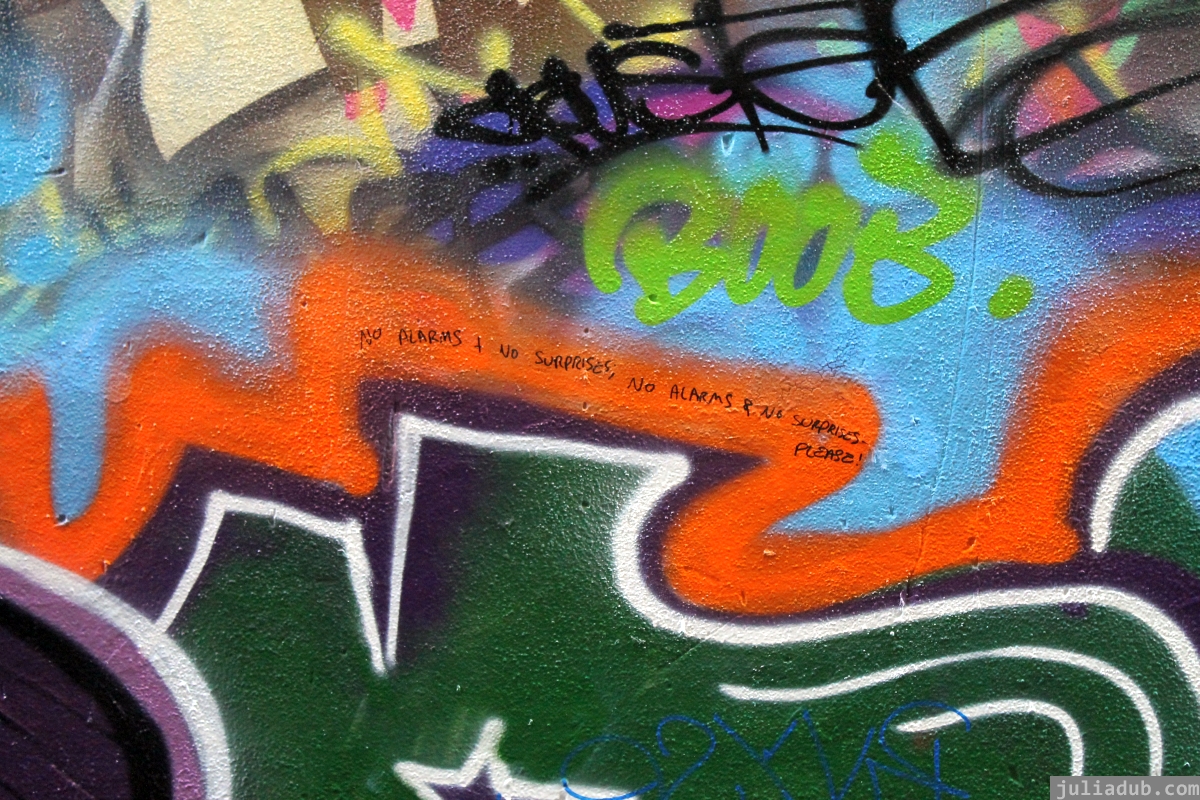 BOOB.
NO ALARMS + NO SURPRISES, NO ALARMS & NO SURPRISES.
PLEASE!
juliadub.com